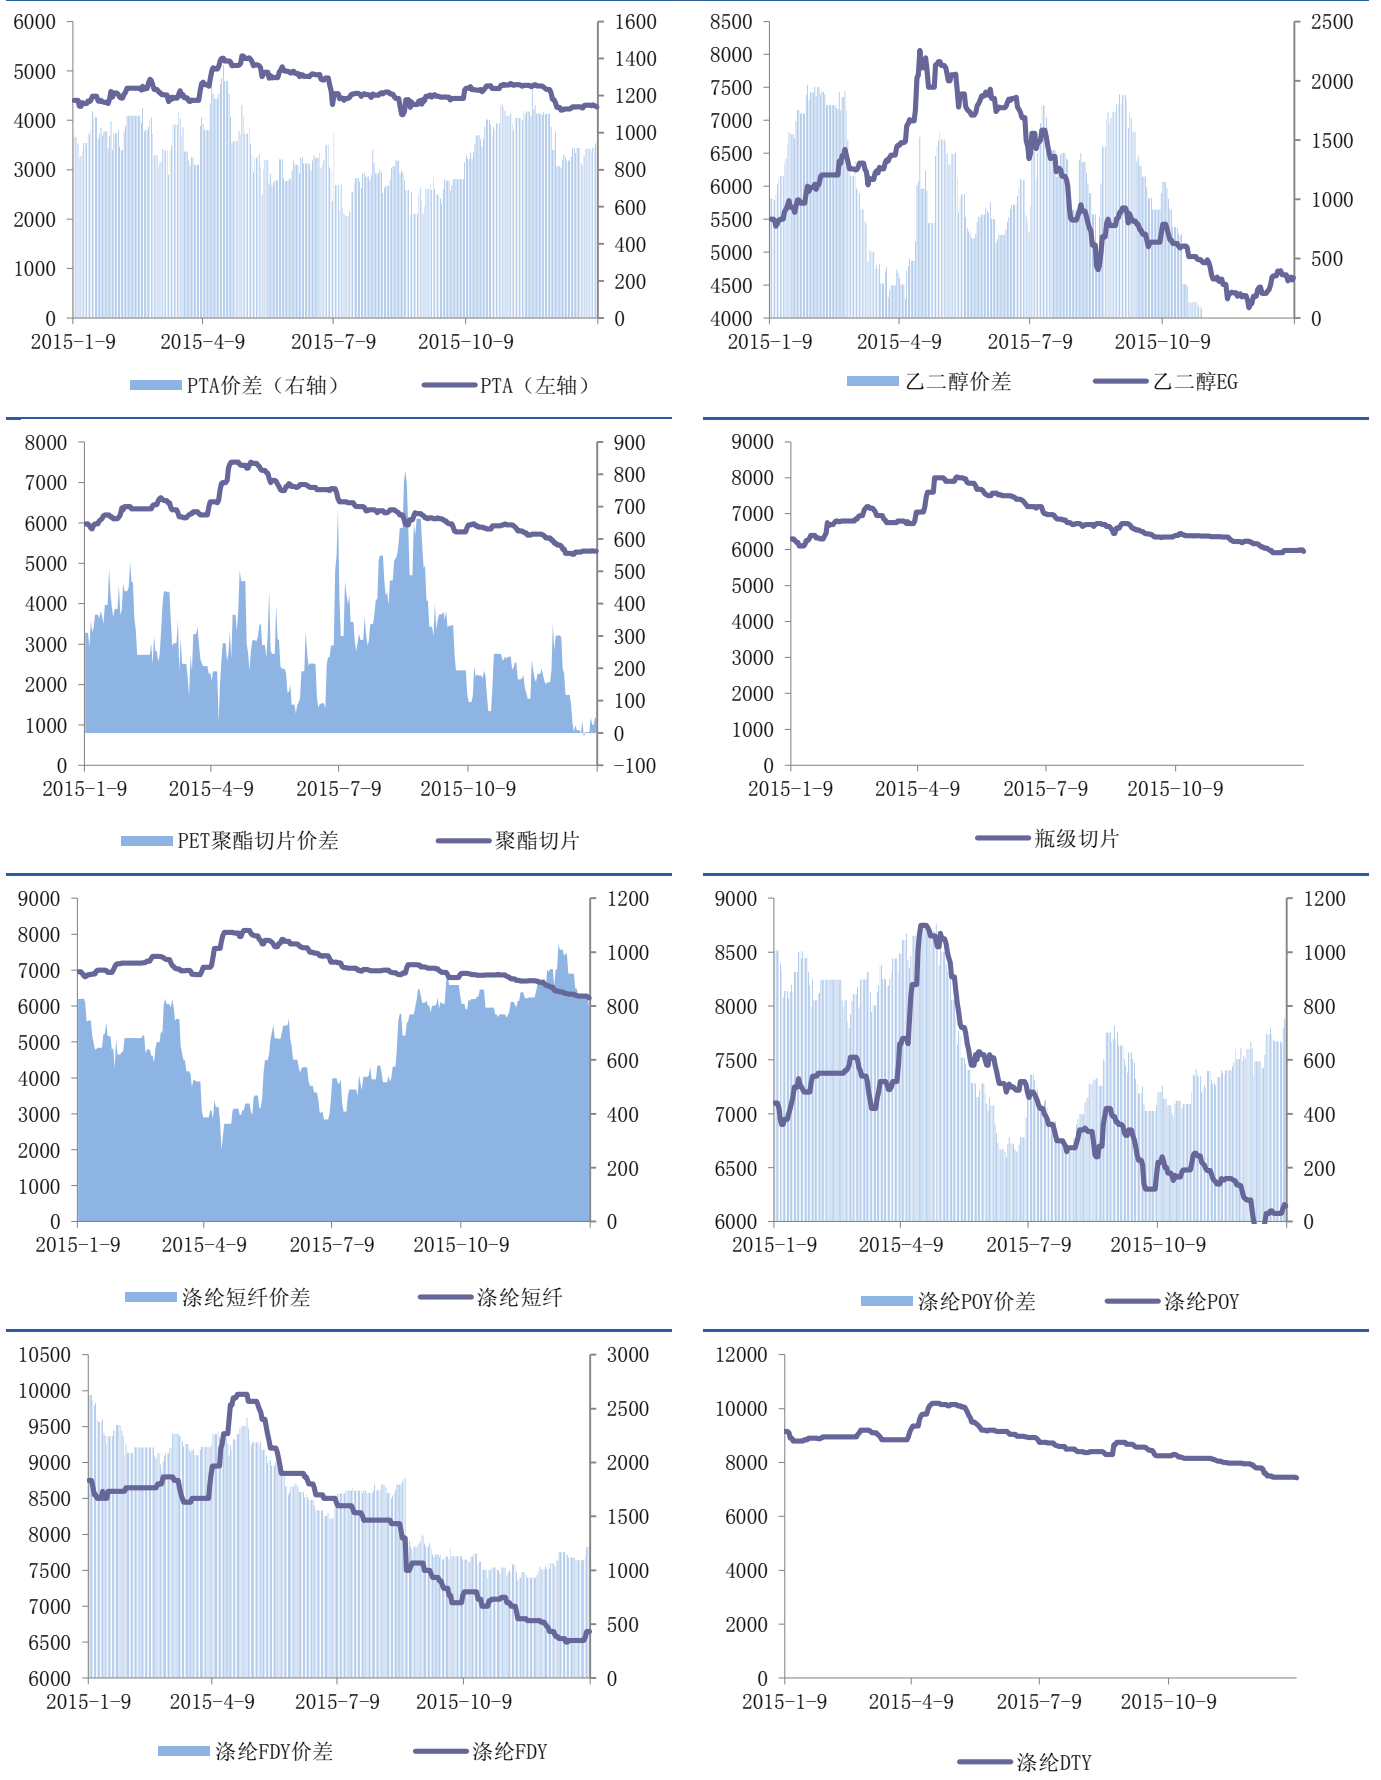 6000 5000 4000 3000 2000 1000 0
1600 1400 1200 1000 800 600 400 200 0
2015-1-9 2015-4-9 2015-7-9 2015-10-9
PTA价差（右轴） PTA（左轴）
8500 8000 7500 7000 6500 6000 5500 5000 4500 4000
2500 2000 1500 1000 500 0
2015-1-9 2015-4-9 2015-7-9 2015-10-9
乙二醇价差 乙二醇EG
8000 7000 6000 5000 4000 3000 2000 1000 0
900 800 700 600 500 400 300 200 100 0 -100
2015-1-9 2015-4-9 2015-7-9 2015-10-9
PET聚酯切片价差 聚酯切片
9000 8000 7000 6000 5000 4000 3000 2000 1000 0
2015-1-9 2015-4-9 2015-7-9 2015-10-9
瓶级切片
9000 8000 7000 6000 5000 4000 3000 2000 1000 0
1200 1000 800 600 400 200 0
2015-1-9 2015-4-9 2015-7-9 2015-10-9
涤纶短纤价差 涤纶短纤
9000 8500 8000 7500 7000 6500 6000
1200 1000 800 600 400 200 0
2015-1-9 2015-4-9 2015-7-9 2015-10-9
涤纶POY价差 涤纶POY
10500 10000 9500 9000 8500 8000 7500 7000 6500 6000
3000 2500 2000 1500 1000 500 0
2015-1-9 2015-4-9 2015-7-9 2015-10-9
涤纶FDY价差 涤纶FDY
12000 10000 8000 6000 4000 2000 0
2015-1-9 2015-4-9 2015-7-9 2015-10-9
涤纶DTY